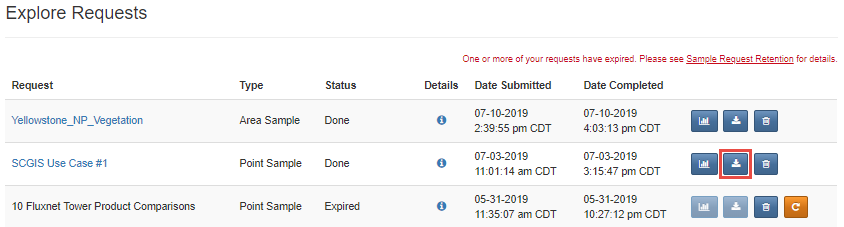 Explore Requests
One or more of your requests have expired. Please see Sample Request Retention for details.
Request Type Status Details Date Submitted Date Completed
Yellowstone_NP_Vegetation Area Sample Done 07-10-2019 2:39:55 pm CDT 07-10-2019 4:03:13 pm CDT
SCGIS Use Case #1 Point Sample Done 07-03-2019 11:01:14 am CDT 07-03-2019 3:15:47 pm CDT
10 Fluxnet Tower Product Comparisons Point Sample Expired 05-31-2019 11:35:07 am CDT 05-31-2019 10:27:12 pm CDT